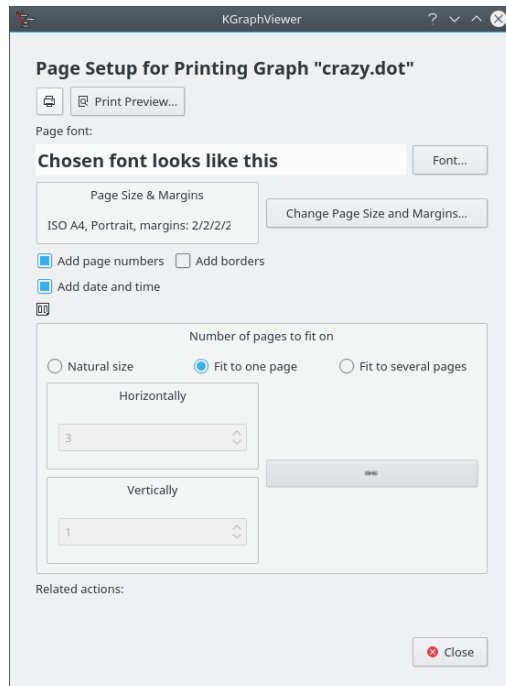 KGraphViewer
Page Setup for Printing Graph "crazy.dot"
Print Preview...
Page font:
Chosen font looks like this
Font...
Page Size & Margins
ISO A4, Portrait, margins: 2/2/2/2
Change Page Size and Margins...
Add page numbers Add borders
Add date and time
Number of pages to fit on
Natural size Fit to one page Fit to several pages
Horizontally
3
Vertically
1
Related actions:
Close